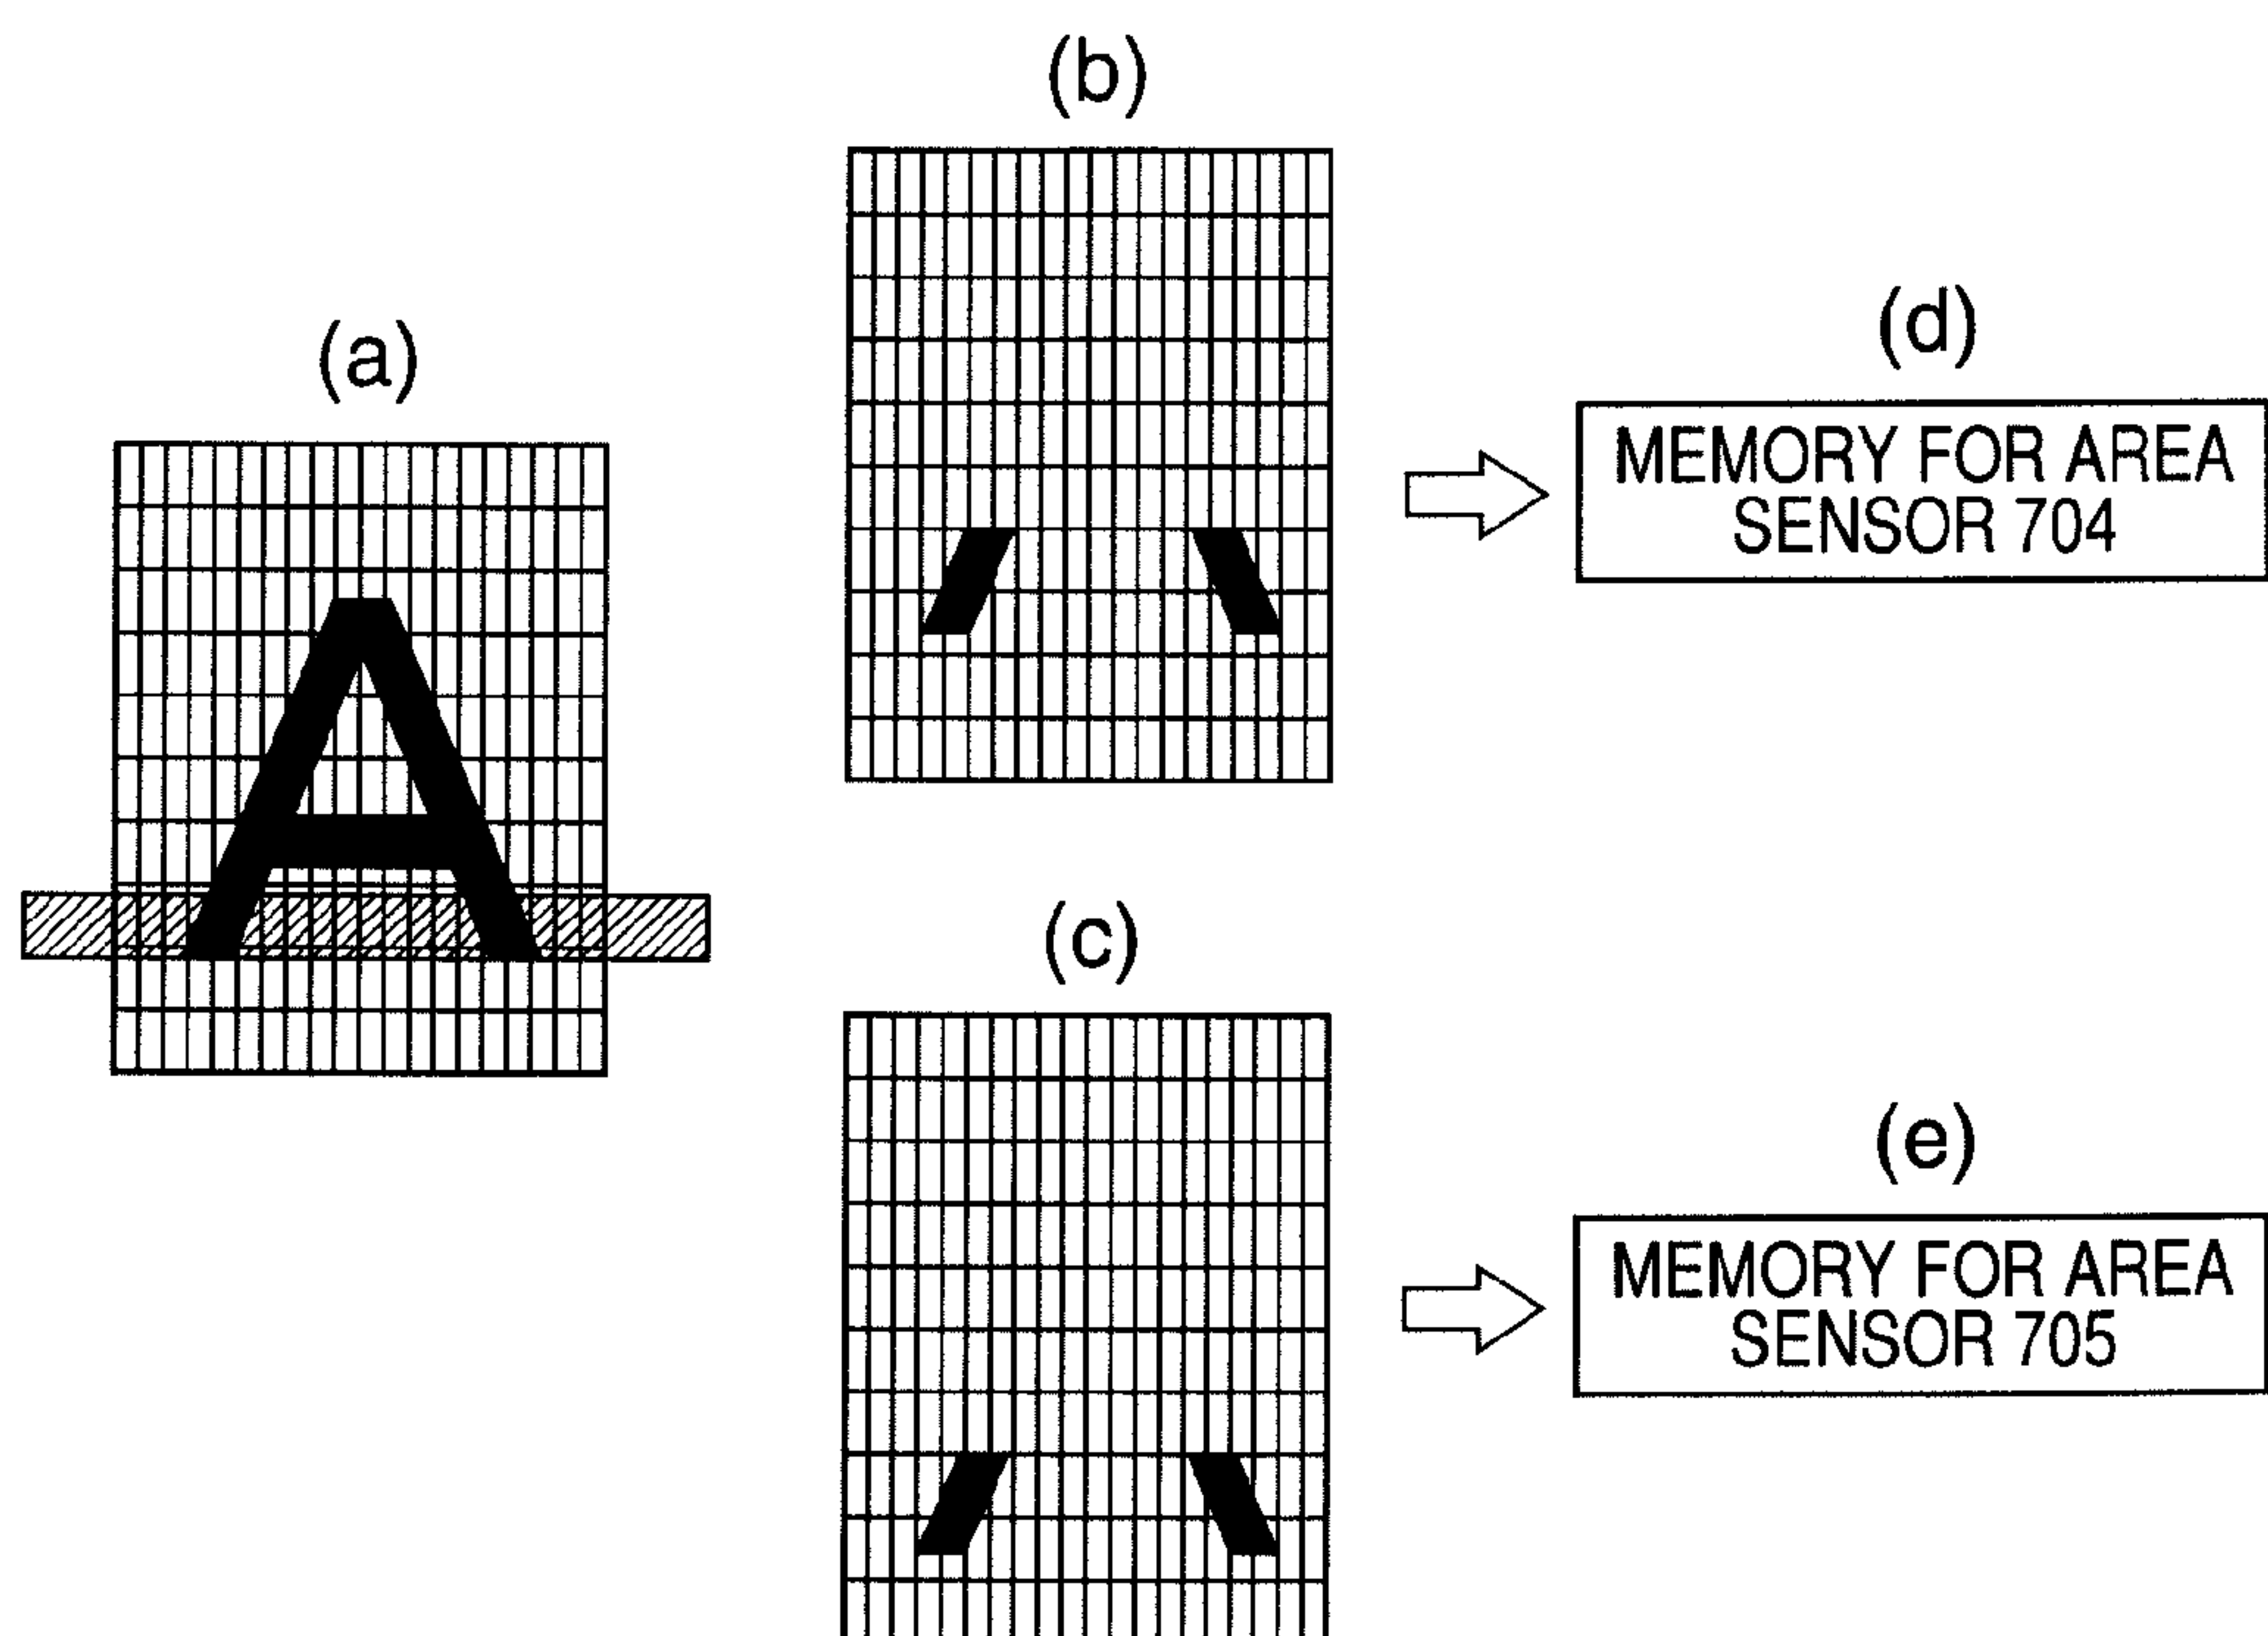 (a)
A
(b)
(c)
(d)
MEMORY FOR AREA
SENSOR 704
(e)
MEMORY FOR AREA
SENSOR 705